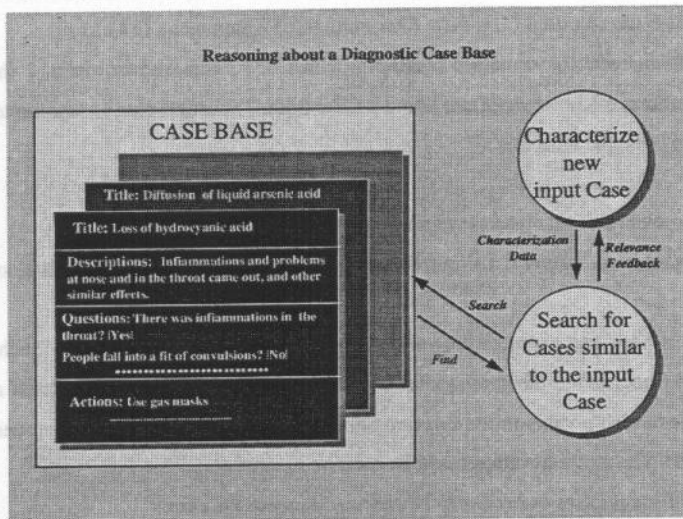 Reasoning about a Diagnostic Case Base
CASE BASE
Title: Diffusion of liquid arsenic acid
Title: Loss of hydrocyanic acid
Descriptions: Infiammations and problems
at nose and in the throat came out, and other
similar effects.
Questions: There was infiammations in the
throat? |Yes|
People fall into a fit of convulsions? |No|
Actions: Use gas masks
Characterize
new
input Case
Characterization
Data
Relevance
Feedback
Search
Find
Search for
Cases similar
to the input
Case